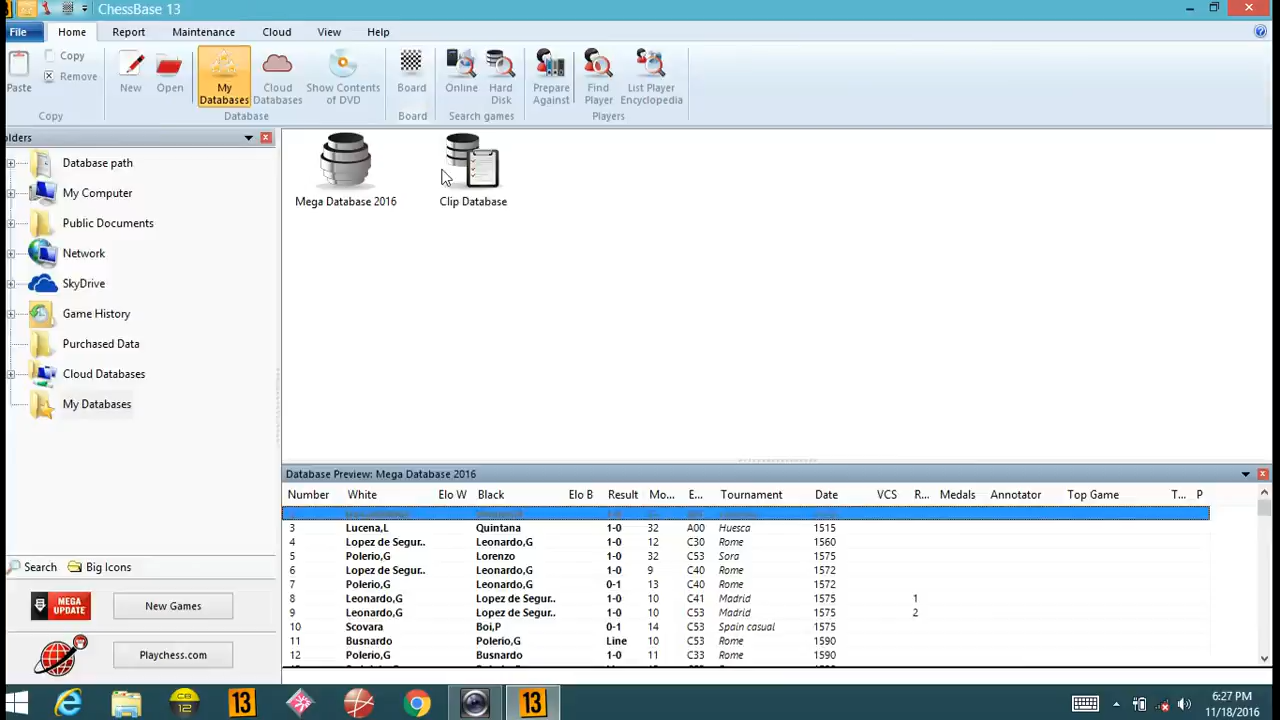 ChessBase 13
File Home Report Maintenance Cloud View Help
Paste Copy Remove
New Open My Databases Cloud Databases Show Contents of DVD Board Online Hard Disk Prepare Against Find Player List Player Encyclopedia
Copy Database Board Search games Players
olders
Database path
My Computer
Public Documents
Network
SkyDrive
Game History
Purchased Data
Cloud Databases
My Databases
Search Big Icons
MEGA UPDATE New Games
Playchess.com
Mega Database 2016 Clip Database
Database Preview: Mega Database 2016
Number White Elo W Black Elo B Result Mo... E... Tournament Date VCS R... Medals Annotator Top Game T... P
3 Lucena,L Quintana 1-0 32 A00 Huesca 1515
4 Lopez de Segur.. Leonardo,G 1-0 12 C30 Rome 1560
5 Polerio,G Lorenzo 1-0 32 C53 Sora 1575
6 Lopez de Segur.. Leonardo,G 1-0 9 C40 Rome 1572
7 Polerio,G Leonardo,G 0-1 13 C40 Rome 1572
8 Leonardo,G Lopez de Segur.. 1-0 10 C41 Madrid 1575 1
9 Leonardo,G Lopez de Segur.. 1-0 10 C53 Madrid 1575 2
10 Scovara Boi,P 0-1 14 C53 Spain casual 1575
11 Busnardo Polerio,G Line 10 C53 Rome 1590
12 Polerio,G Busnardo 1-0 11 C33 Rome 1590
CB 12 13 13
6:27 PM
11/18/2016